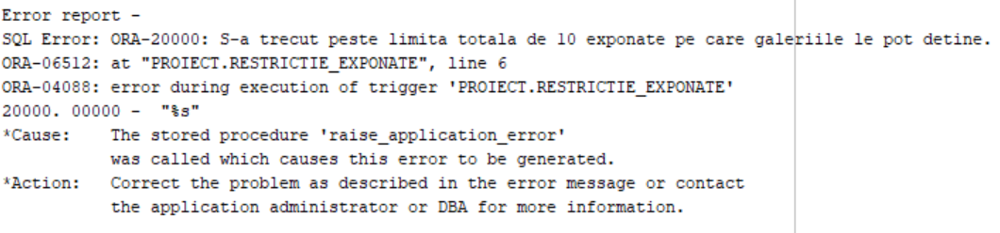 Error report -
SQL Error: ORA-20000: S-a trecut peste limita totala de 10 exponate pe care galeriile le pot detine.
ORA-06512: at "PROIECT.RESTRICTIE_EXPONATE", line 6
ORA-04088: error during execution of trigger 'PROIECT.RESTRICTIE_EXPONATE'
20000. 00000 -  "%s"
*Cause:    The stored procedure 'raise_application_error'
           was called which causes this error to be generated.
*Action:   Correct the problem as described in the error message or contact
           the application administrator or DBA for more information.